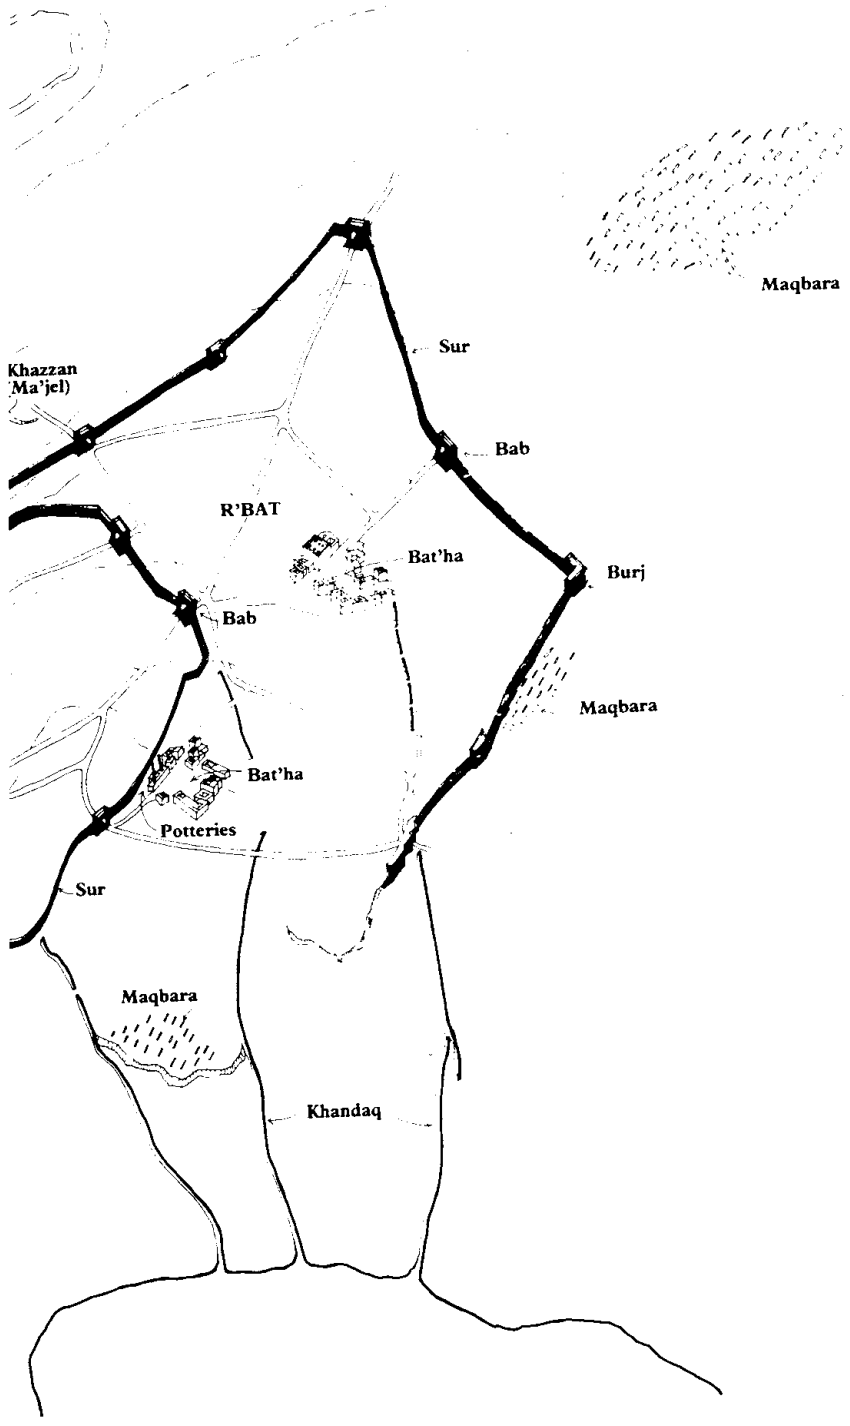 Maqbara
Sur
Khazzan
(Ma'jel)
Bab
R'BAT
Bat'ha
Burj
Bab
Maqbara
Bat'ha
Potteries
Sur
Maqbara
Khandaq